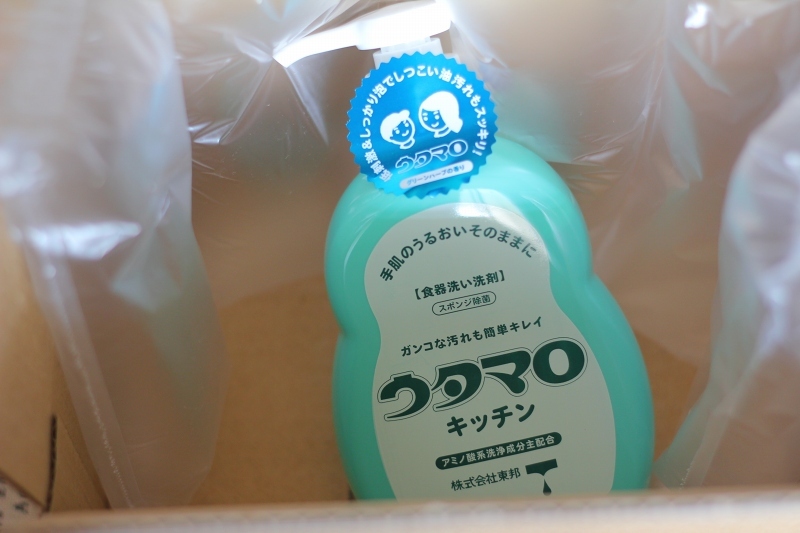 低刺激&しっかり泡でしつこい油汚れもスッキリ
ウタマロ
グリーンハーブの香り
手肌のうるおいそのままに
【食器洗い洗剤】
スポンジ除菌
ガンコな汚れも簡単キレイ
ウタマロ
キッチン
アミノ酸系洗浄成分主配合
株式会社東邦